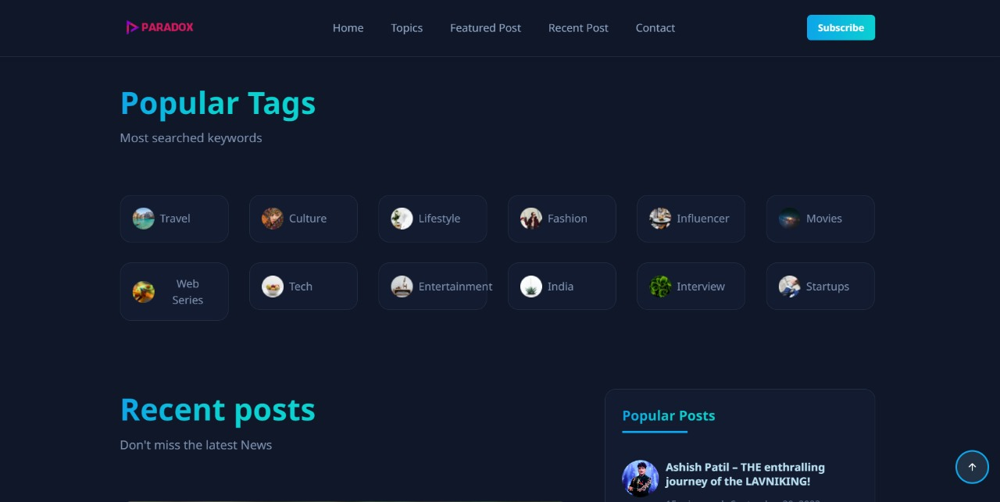 PARADOX
Home
Topics
Featured Post
Recent Post
Contact
Subscribe
Popular Tags
Most searched keywords
Travel
Culture
Lifestyle
Fashion
Influencer
Movies
Web
Series
Tech
Entertainment
India
Interview
Startups
Recent posts
Don't miss the latest News
Popular Posts
Ashish Patil – THE enthralling
journey of the LAVNIKING!